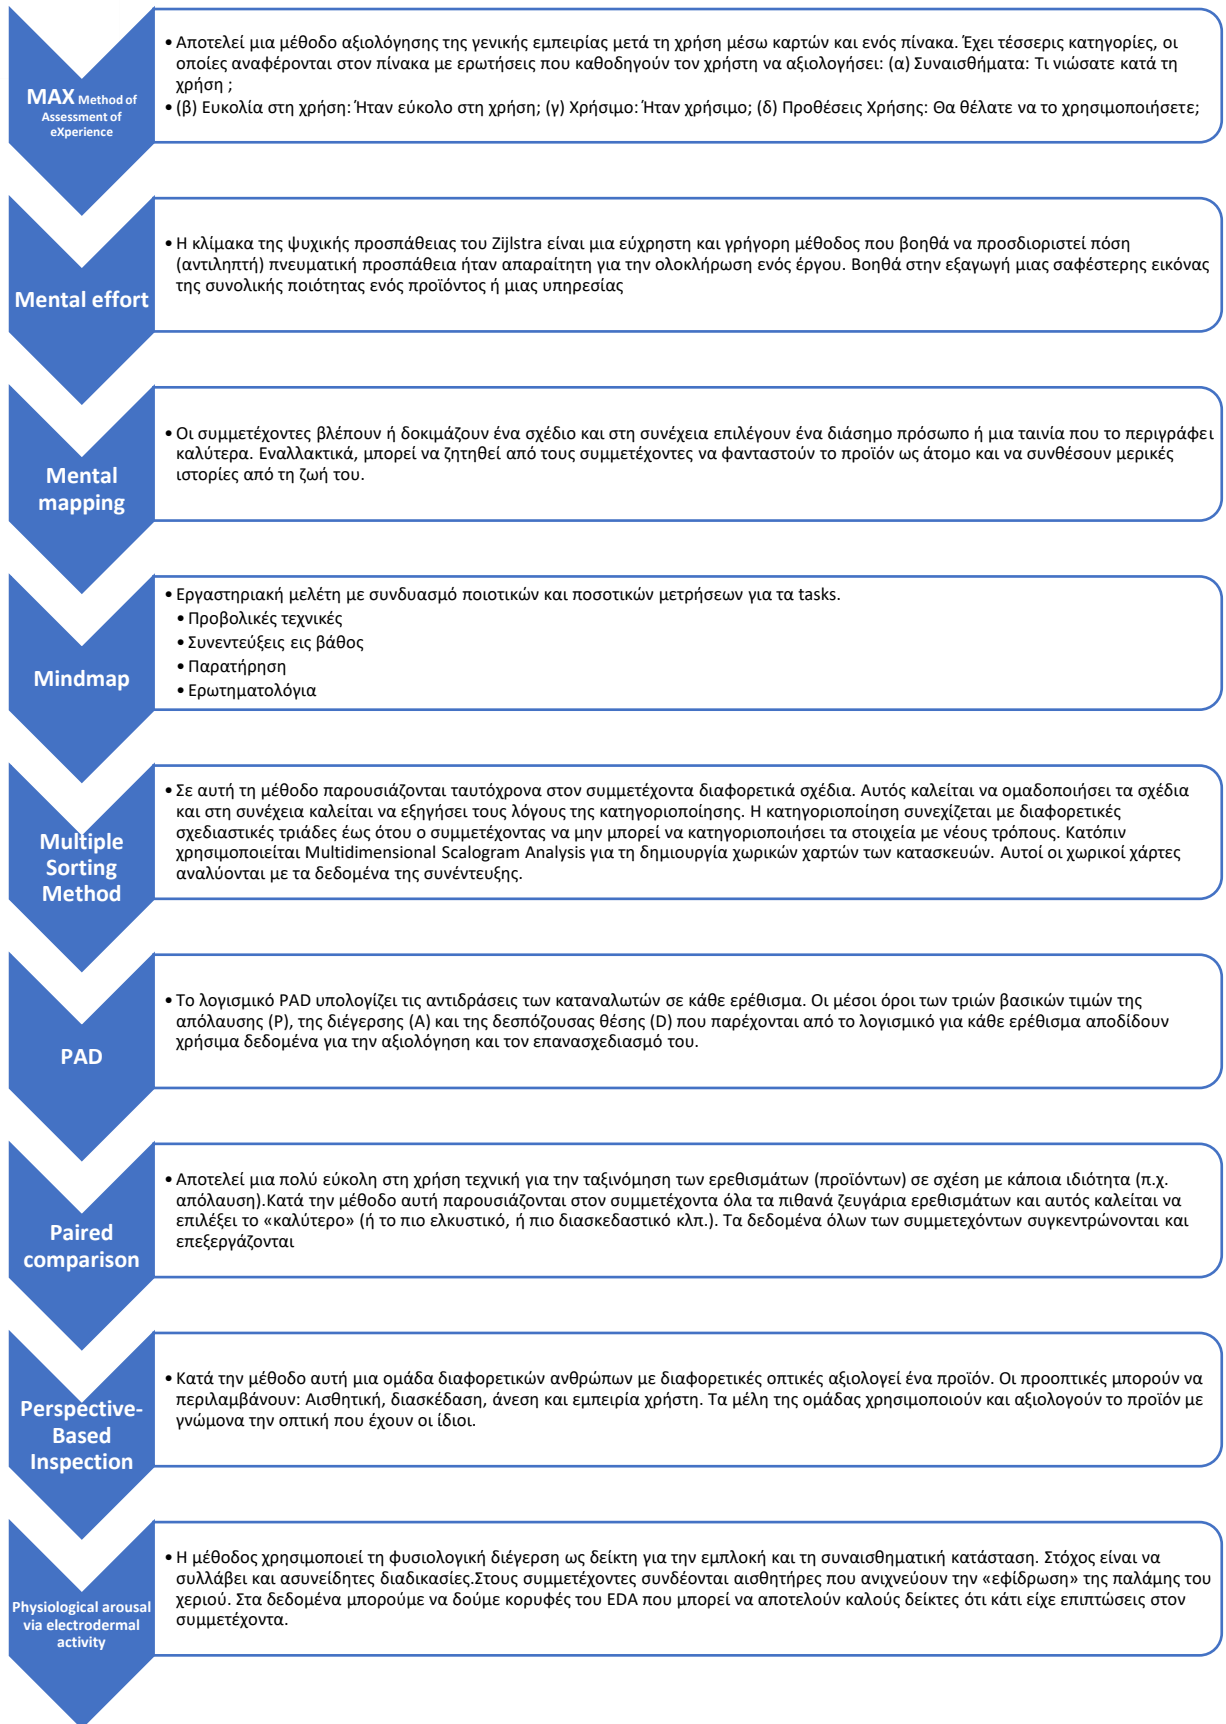 MAX Method of
Assessment of
eXperience
• Αποτελεί μια μέθοδο αξιολόγησης της γενικής εμπειρίας μετά τη χρήση μέσω καρτών και ενός πίνακα. Έχει τέσσερις κατηγορίες, οι
οποίες αναφέρονται στον πίνακα με ερωτήσεις που καθοδηγούν τον χρήστη να αξιολογήσει: (α) Συναισθήματα: Τι νιώσατε κατά τη
χρήση ;
• (β) Ευκολία στη χρήση: Ήταν εύκολο στη χρήση; (γ) Χρήσιμο: Ήταν χρήσιμο; (δ) Προθέσεις Χρήσης: Θα θέλατε να το χρησιμοποιήσετε;
Mental effort
• Η κλίμακα της ψυχικής προσπάθειας του Zijlstra είναι μια εύχρηστη και γρήγορη μέθοδος που βοηθά να προσδιοριστεί πόση
(αντιληπτή) πνευματική προσπάθεια ήταν απαραίτητη για την ολοκλήρωση ενός έργου. Βοηθά στην εξαγωγή μιας σαφέστερης εικόνας
της συνολικής ποιότητας ενός προϊόντος ή μιας υπηρεσίας
Mental
mapping
• Οι συμμετέχοντες βλέπουν ή δοκιμάζουν ένα σχέδιο και στη συνέχεια επιλέγουν ένα διάσημο πρόσωπο ή μια ταινία που το περιγράφει
καλύτερα. Εναλλακτικά, μπορεί να ζητηθεί από τους συμμετέχοντες να φανταστούν το προϊόν ως άτομο και να συνθέσουν μερικές
ιστορίες από τη ζωή του.
Mindmap
• Εργαστηριακή μελέτη με συνδυασμό ποιοτικών και ποσοτικών μετρήσεων για τα tasks.
• Προβολικές τεχνικές
• Συνεντεύξεις εις βάθος
• Παρατήρηση
• Ερωτηματολόγια
Multiple
Sorting
Method
• Σε αυτή τη μέθοδο παρουσιάζονται ταυτόχρονα στον συμμετέχοντα διαφορετικά σχέδια. Αυτός καλείται να ομαδοποιήσει τα σχέδια
και στη συνέχεια καλείται να εξηγήσει τους λόγους της κατηγοριοποίησης. Η κατηγοριοποίηση συνεχίζεται με διαφορετικές
σχεδιαστικές τριάδες έως ότου ο συμμετέχοντας να μην μπορεί να κατηγοριοποιήσει τα στοιχεία με νέους τρόπους. Κατόπιν
χρησιμοποιείται Multidimensional Scalogram Analysis για τη δημιουργία χωρικών χαρτών των κατασκευών. Αυτοί οι χωρικοί χάρτες
αναλύονται με τα δεδομένα της συνέντευξης.
PAD
• Το λογισμικό PAD υπολογίζει τις αντιδράσεις των καταναλωτών σε κάθε ερέθισμα. Οι μέσοι όροι των τριών βασικών τιμών της
απόλαυσης (P), της διέγερσης (A) και της δεσπόζουσας θέσης (D) που παρέχονται από το λογισμικό για κάθε ερέθισμα αποδίδουν
χρήσιμα δεδομένα για την αξιολόγηση και τον επανασχεδιασμό του.
Paired
comparison
• Αποτελεί μια πολύ εύκολη στη χρήση τεχνική για την ταξινόμηση των ερεθισμάτων (προϊόντων) σε σχέση με κάποια ιδιότητα (π.χ.
απόλαυση).Κατά την μέθοδο αυτή παρουσιάζονται στον συμμετέχοντα όλα τα πιθανά ζευγάρια ερεθισμάτων και αυτός καλείται να
επιλέξει το «καλύτερο» (ή το πιο ελκυστικό, ή πιο διασκεδαστικό κλπ.). Τα δεδομένα όλων των συμμετεχόντων συγκεντρώνονται και
επεξεργάζονται
Perspective-
Based
Inspection
• Κατά την μέθοδο αυτή μια ομάδα διαφορετικών ανθρώπων με διαφορετικές οπτικές αξιολογεί ένα προϊόν. Οι προοπτικές μπορούν να
περιλαμβάνουν: Αισθητική, διασκέδαση, άνεση και εμπειρία χρήστη. Τα μέλη της ομάδας χρησιμοποιούν και αξιολογούν το προϊόν με
γνώμονα την οπτική που έχουν οι ίδιοι.
Physiological arousal
via electrodermal
activity
• Η μέθοδος χρησιμοποιεί τη φυσιολογική διέγερση ως δείκτη για την εμπλοκή και τη συναισθηματική κατάσταση. Στόχος είναι να
συλλάβει και ασυνείδητες διαδικασίες.Στους συμμετέχοντες συνδέονται αισθητήρες που ανιχνεύουν την «εφίδρωση» της παλάμης του
χεριού. Στα δεδομένα μπορούμε να δούμε κορυφές του EDA που μπορεί να αποτελούν καλούς δείκτες ότι κάτι είχε επιπτώσεις στον
συμμετέχοντα.